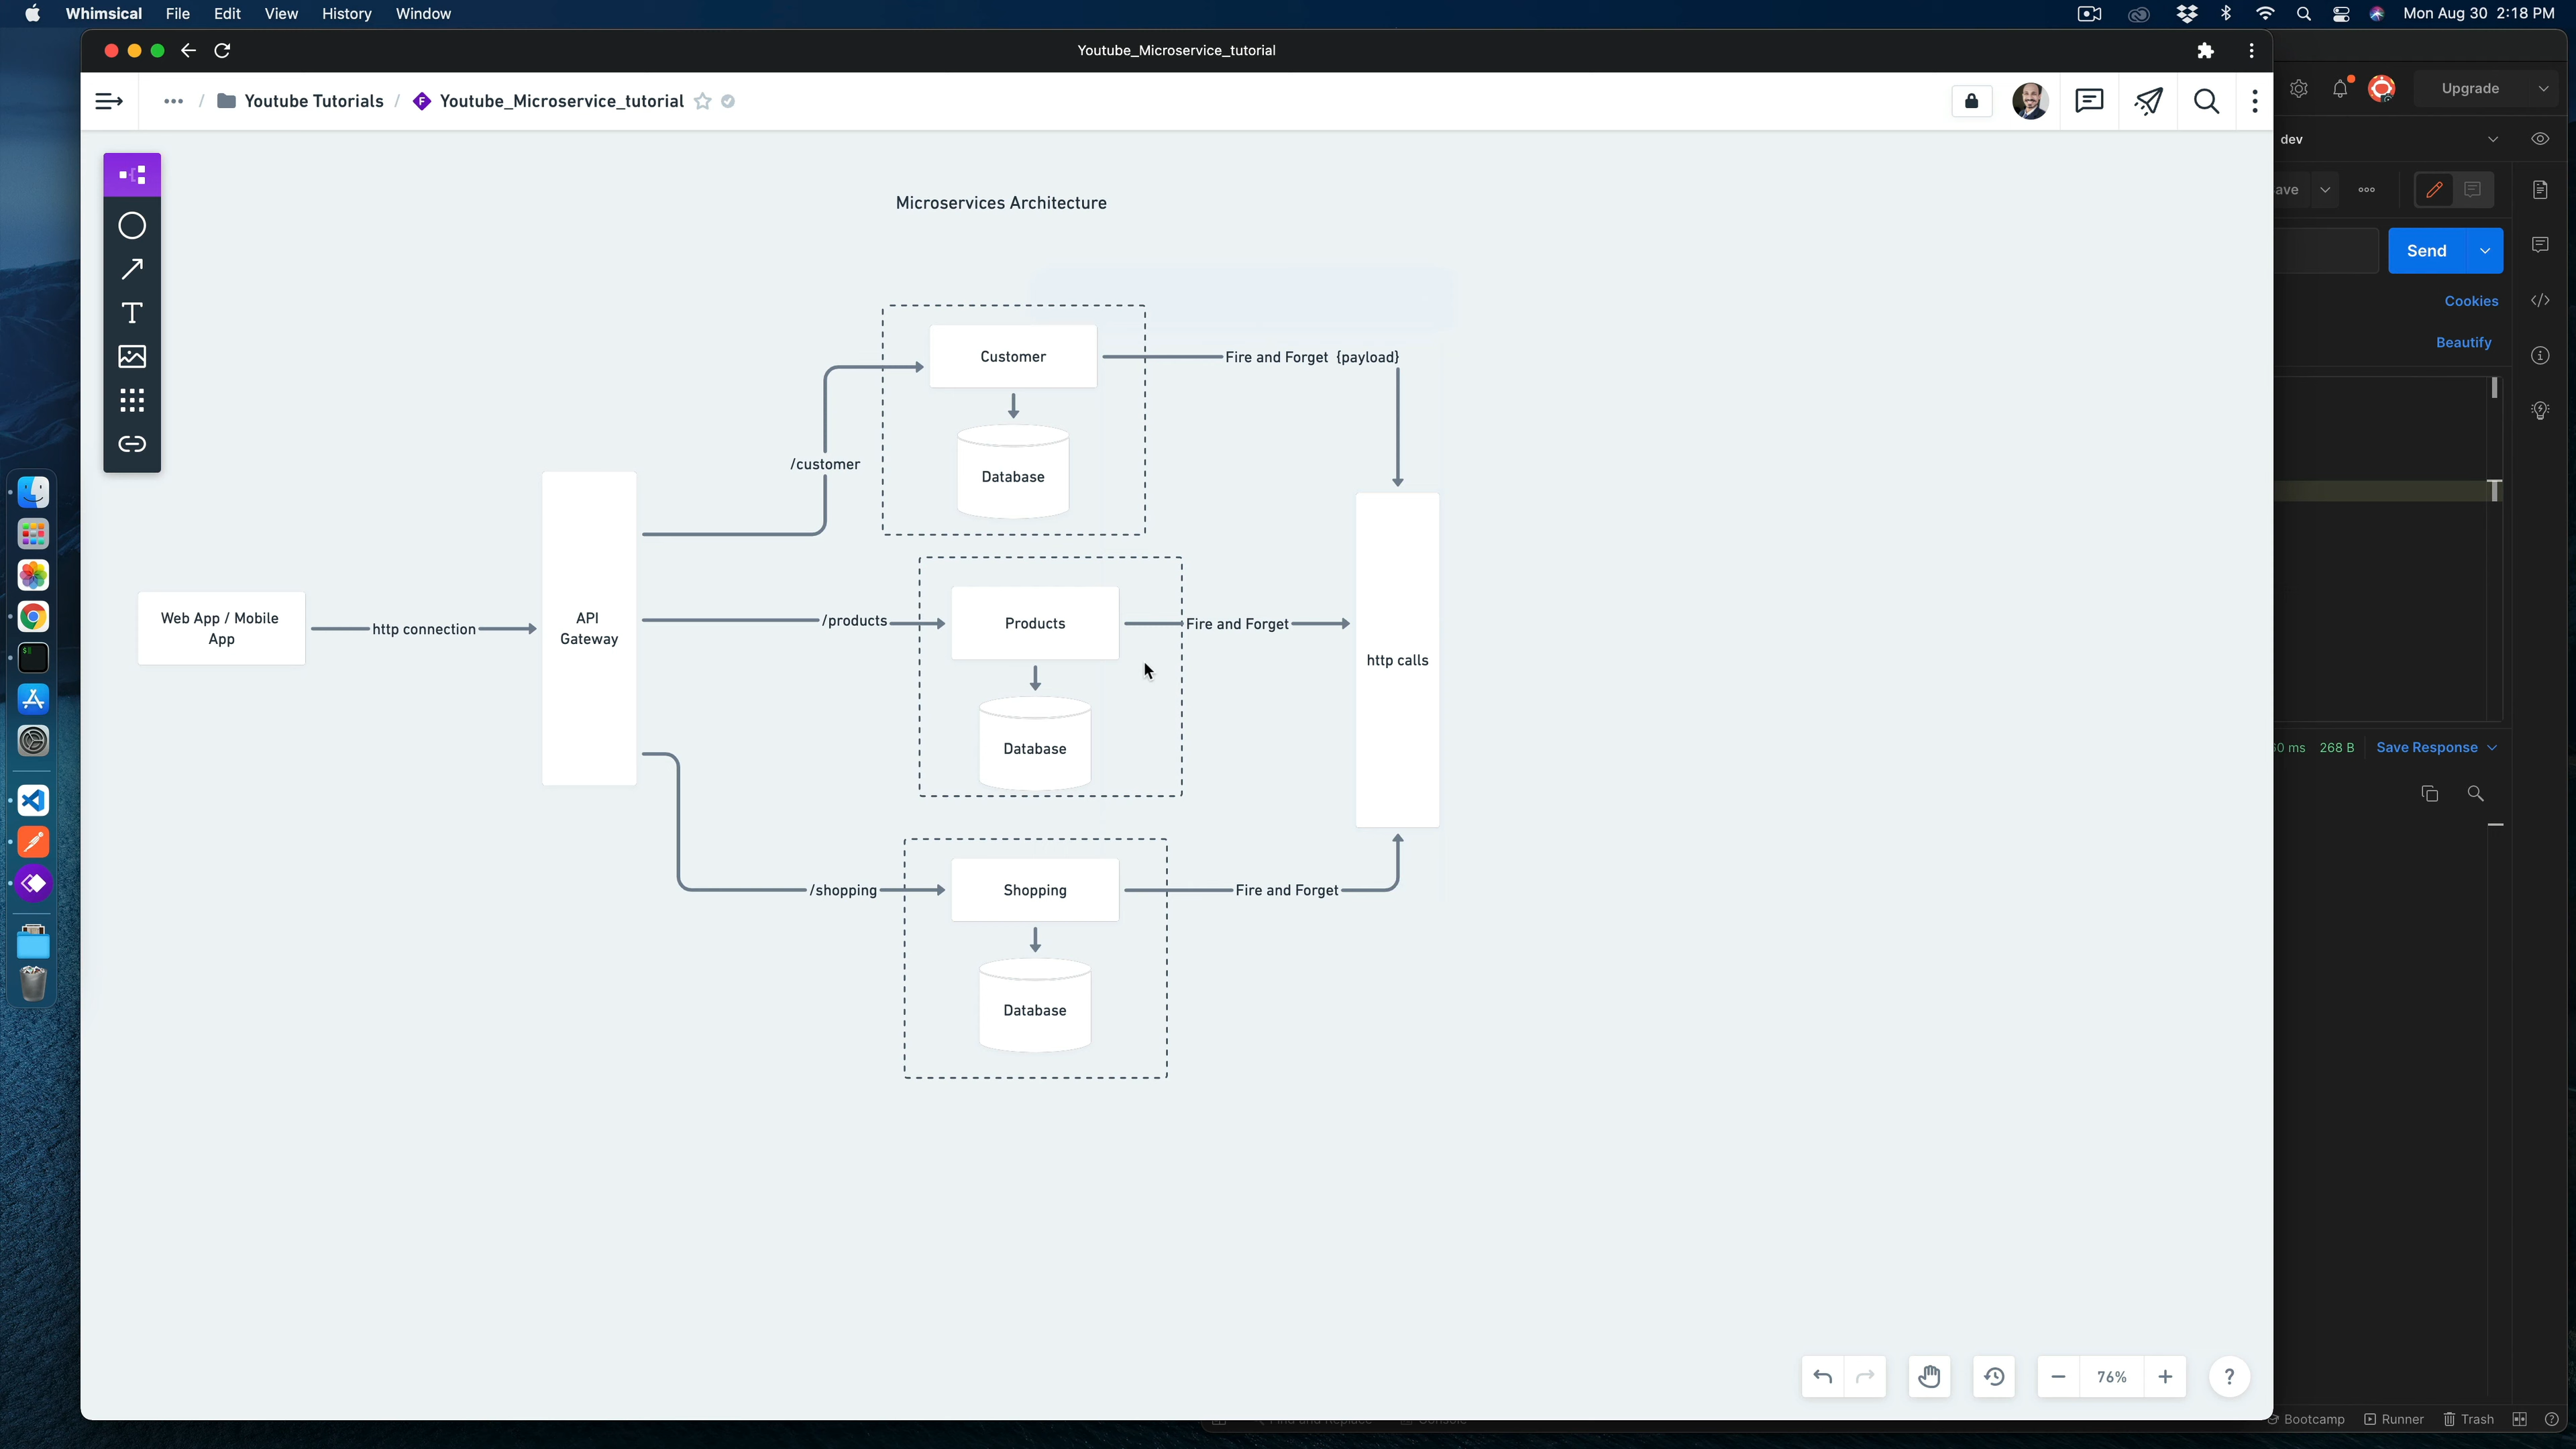 Whimsical File Edit View History Window
Mon Aug 30 2:18 PM
Youtube_Microservice_tutorial
Youtube Tutorials / Youtube_Microservice_tutorial
Upgrade
dev
Send
Cookies
Beautify
Microservices Architecture
Customer
Fire and Forget {payload}
/customer
Database
Web App / Mobile
App
http connection
API
Gateway
/products
Products
Fire and Forget
http calls
Database
268 B
Save Response
/shopping
Shopping
Fire and Forget
Database
76%
?
Bootcamp
Runner
Trash